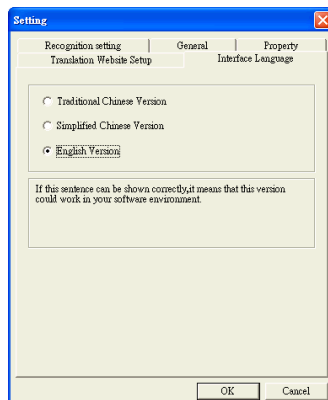 Setting
Recognition setting General Property
Translation Website Setup Interface Language
Traditional Chinese Version
Simplified Chinese Version
English Version
If this sentence can be shown correctly,it means that this version
could work in your software environment.
OK Cancel